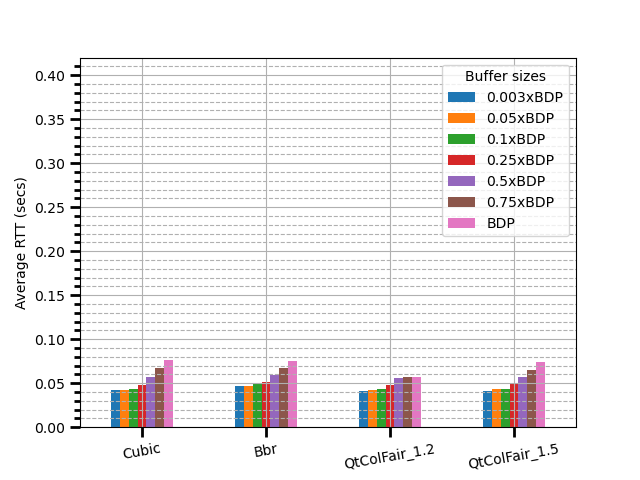 Average RTT (secs)
0.40
0.35
0.30
0.25
0.20
0.15
0.10
0.05
0.00
Buffer sizes
0.003xBDP
0.05xBDP
0.1xBDP
0.25xBDP
0.5xBDP
0.75xBDP
BDP
Cubic
Bbr
QtColFair_1.2
QtColFair_1.5